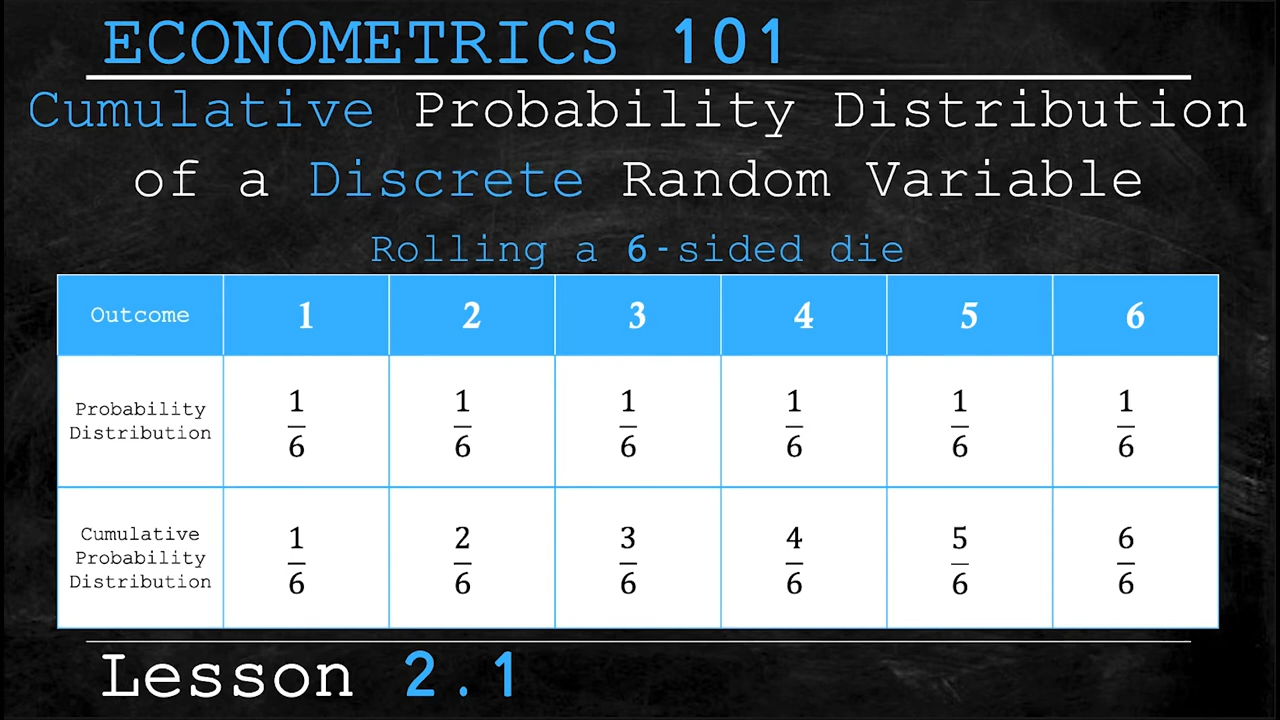 ECONOMETRICS 101
Cumulative Probability Distribution
of a Discrete Random Variable
Rolling a 6-sided die
Outcome 1 2 3 4 5 6
Probability
Distribution
1/6 1/6 1/6 1/6 1/6 1/6
Cumulative
Probability
Distribution
1/6 2/6 3/6 4/6 5/6 6/6
Lesson 2.1